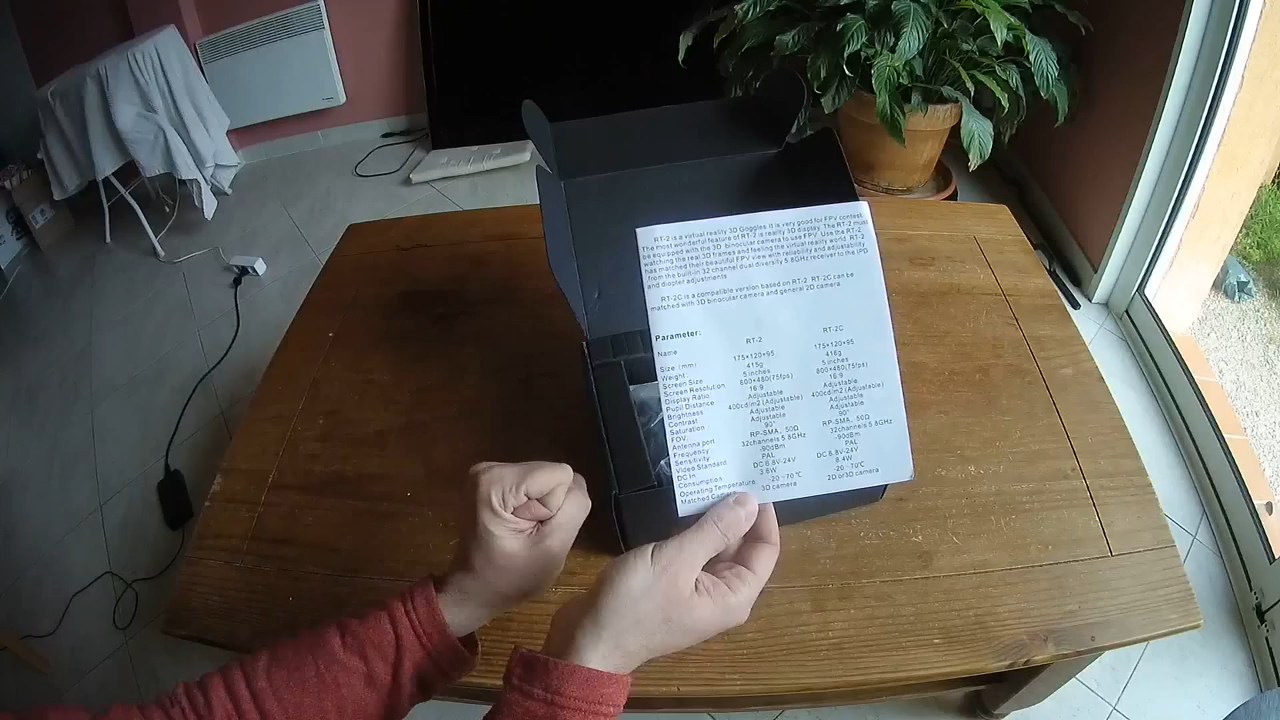 RT-2 is a virtual reality 3D Goggles It is very good for FPV contest.
The most wonderful feature of RT-2 is really 3D display. The RT-2 must
be equipped with the 3D binocular camera to use FPV. Use the RT-2
watching the real 3D frames and feeling the virtual reality world. RT-2
has matched their beautiful FPV view with reliability and adjustability
from the built-in 32 channel dual diversity 5.8GHz receiver to the IPD
and diopter adjustments
RT-2C is a compatible version based on RT-2. RT-2C can be
matched with 3D binocular camera and general 2D camera.
Parameter:
Name RT-2 RT-2C
Size (mm) 175×120×95 175×120×95
Weight 415g 416g
Screen Size 5 inches 5 inches
Screen Resolution 800×480(75fps) 800×480(75fps)
Display Ratio 16:9 16:9
Pupil Distance Adjustable Adjustable
Brightness 400cd/m2 (Adjustable) 400cd/m2 (Adjustable)
Contrast Adjustable Adjustable
Saturation Adjustable Adjustable
FOV 90° 90°
Antenna port RP-SMA, 50Ω RP-SMA, 50Ω
Frequency 32channels 5.8GHz 32channels 5.8GHz
Sensitivity -90dBm -90dBm
Video Standard PAL PAL
DC IN DC 6.8V-24V DC 6.8V-24V
Consumption 3.8W 8.4W
Operating Temperature -20~70℃ -20~70℃
Matched 3D camera 2D or 3D camera